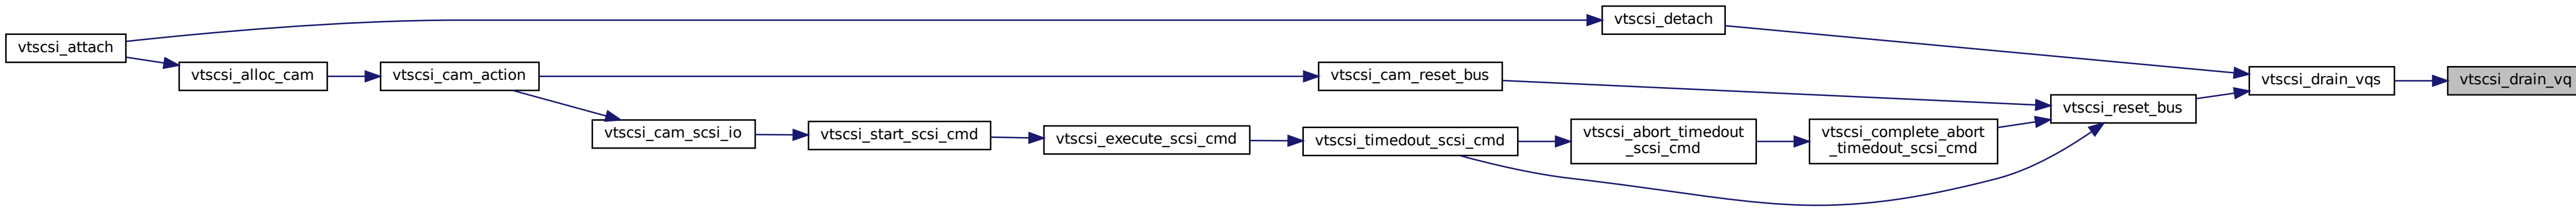 vtscsi_attach
vtscsi_alloc_cam
vtscsi_cam_action
vtscsi_cam_scsi_io
vtscsi_start_scsi_cmd
vtscsi_execute_scsi_cmd
vtscsi_detach
vtscsi_cam_reset_bus
vtscsi_timedout_scsi_cmd
vtscsi_abort_timedout
_scsi_cmd
vtscsi_complete_abort
_timedout_scsi_cmd
vtscsi_reset_bus
vtscsi_drain_vqs
vtscsi_drain_vq